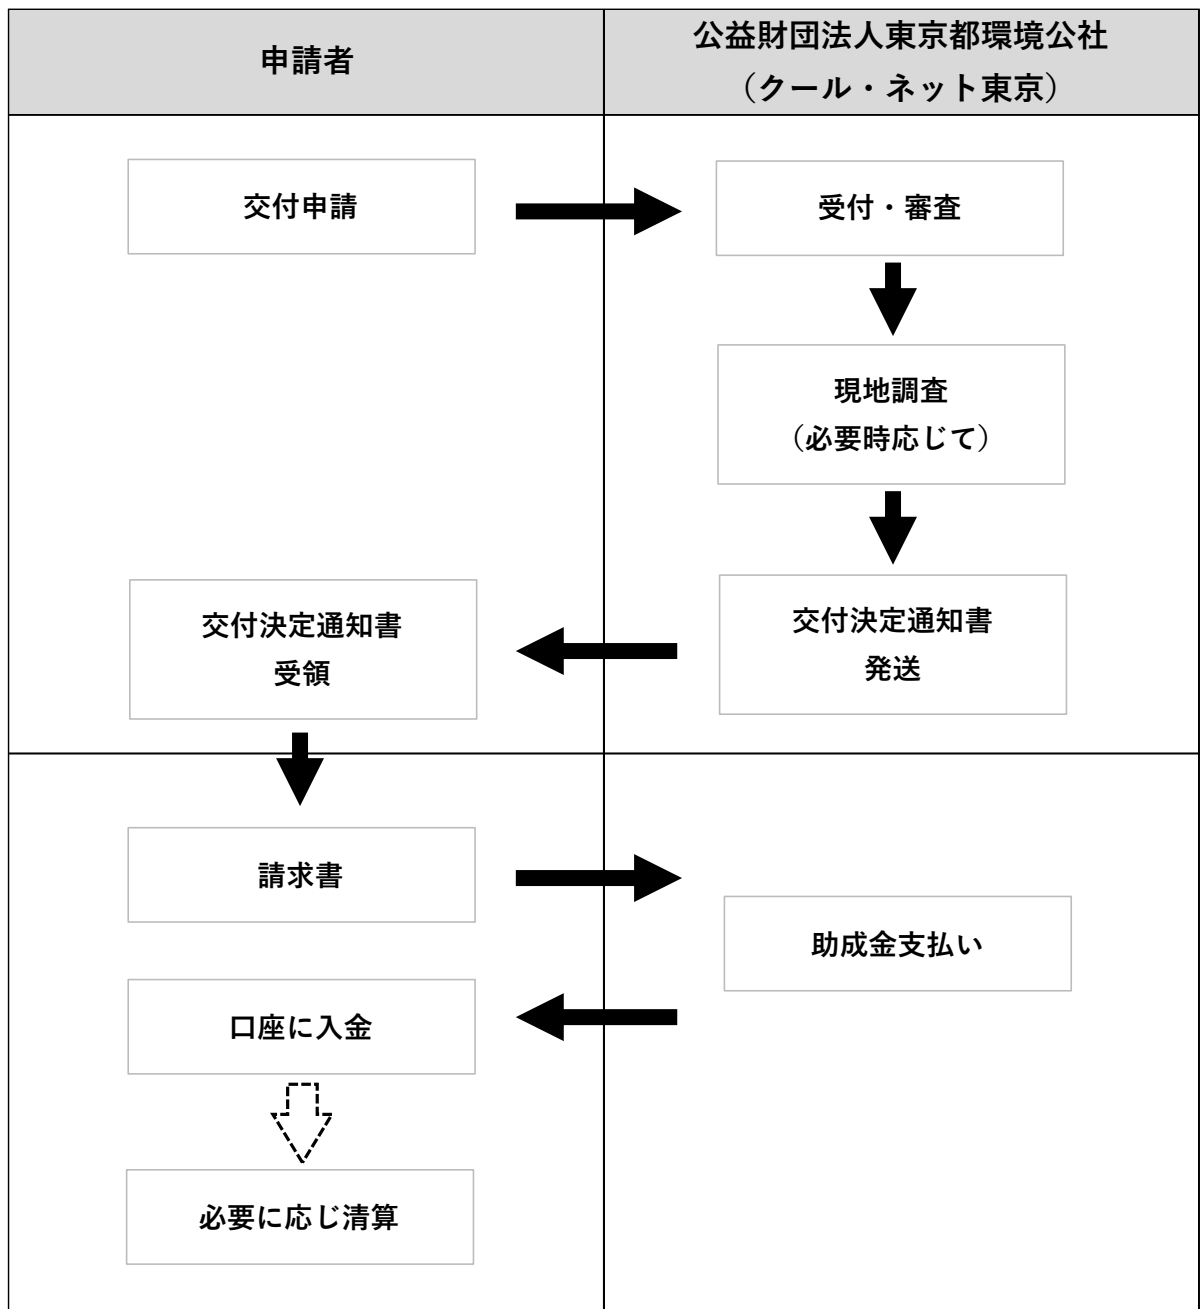 申請者
公益財団法人東京都環境公社
（クール・ネット東京）
交付申請
受付・審査
現地調査
（必要時応じて）
交付決定通知書
発送
交付決定通知書
受領
請求書
助成金支払い
口座に入金
必要に応じ清算